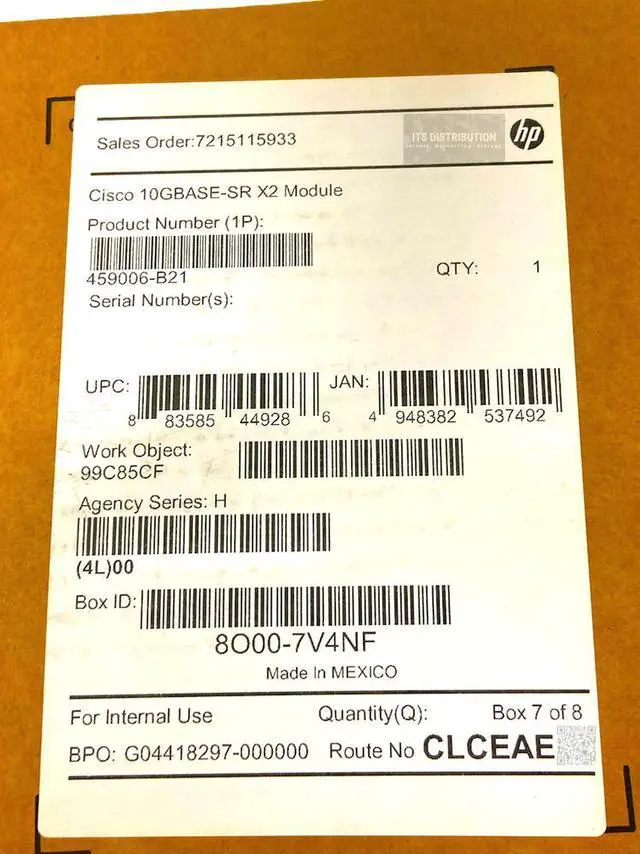 Sales Order:7215115933
ITS DISTRIBUTION
hp
Cisco 10GBASE-SR X2 Module
Product Number (1P):
459006-B21
QTY: 1
Serial Number(s):
UPC:
8 83585 44928 6
JAN:
4 948382 537492
Work Object:
99C85CF
Agency Series: H
(4L)00
Box ID:
8O00-7V4NF
Made In MEXICO
For Internal Use Quantity(Q): Box 7 of 8
BPO: G04418297-000000 Route No CLCEAE